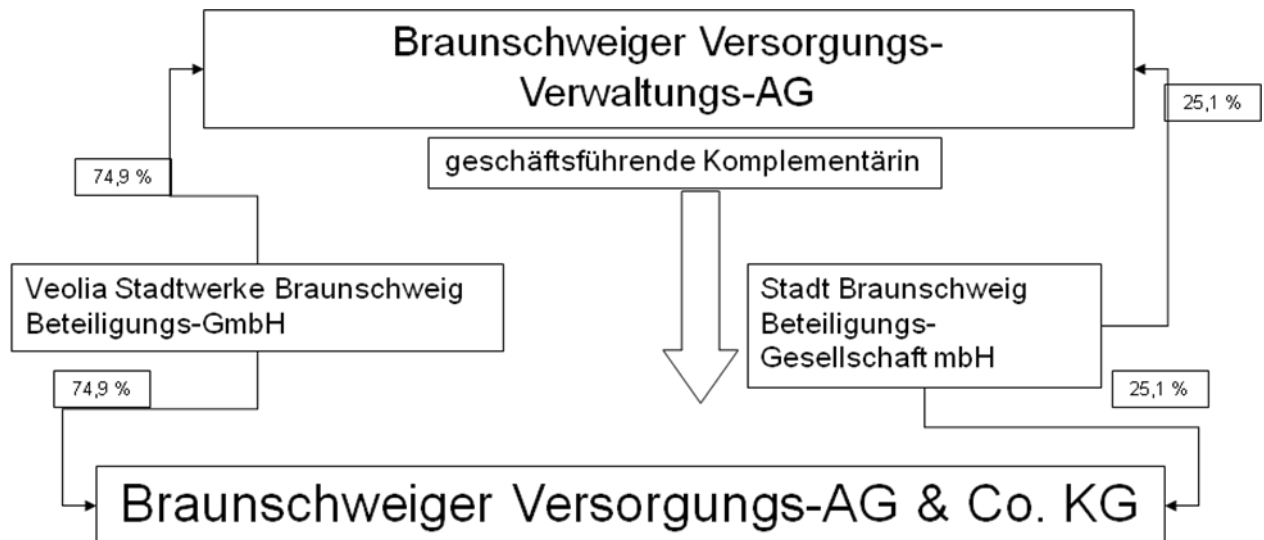 Braunschweiger Versorgungs-
Verwaltungs-AG
25,1 %
geschäftsführende Komplementärin
74,9 %
Veolia Stadtwerke Braunschweig
Beteiligungs-GmbH
Stadt Braunschweig
Beteiligungs-
Gesellschaft mbH
74,9 %
25,1 %
Braunschweiger Versorgungs-AG & Co. KG